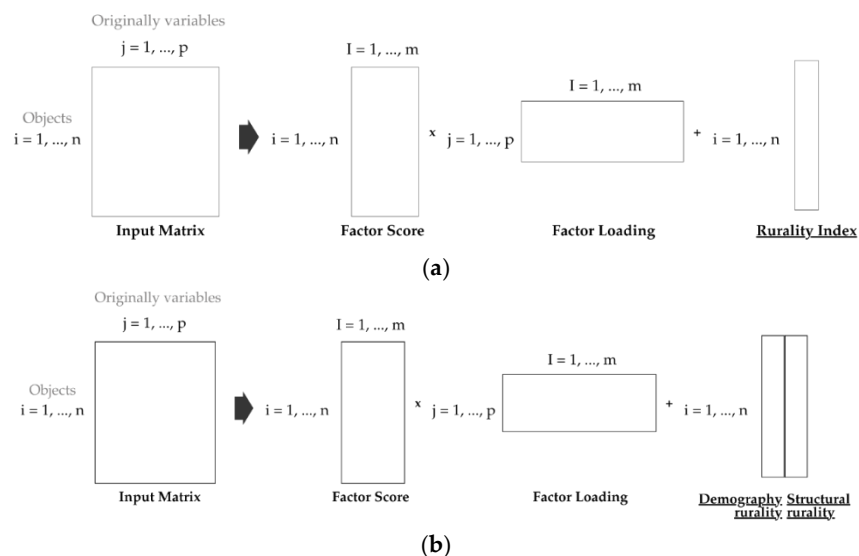 Originally variables
j = 1, ..., p
I = 1, ..., m
I = 1, ..., m
Objects
i = 1, ..., n
i = 1, ..., n
x
j = 1, ..., p
+
i = 1, ..., n
Input Matrix
Factor Score
Factor Loading
Rurality Index
(a)
Originally variables
j = 1, ..., p
I = 1, ..., m
I = 1, ..., m
Objects
i = 1, ..., n
i = 1, ..., n
x
j = 1, ..., p
+
i = 1, ..., n
Input Matrix
Factor Score
Factor Loading
Demography Structural
rurality rurality
(b)